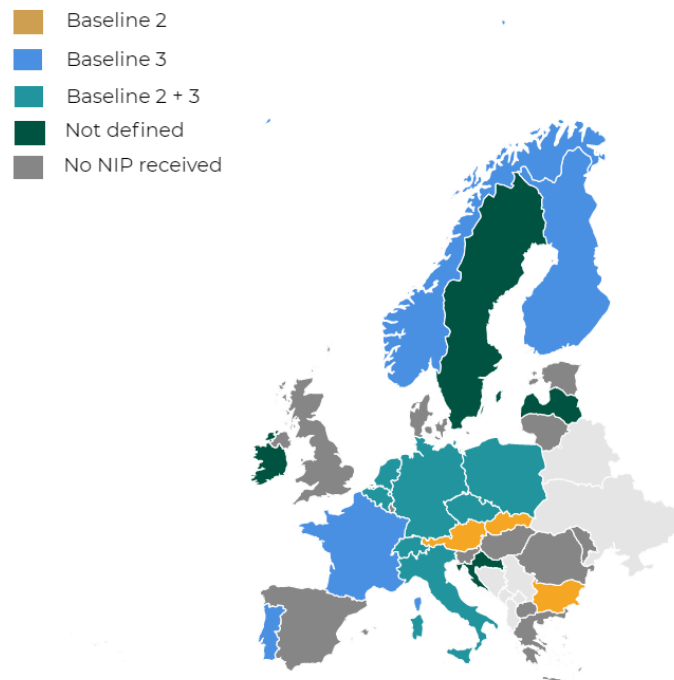 Baseline 2
Baseline 3
Baseline 2 + 3
Not defined
No NIP received